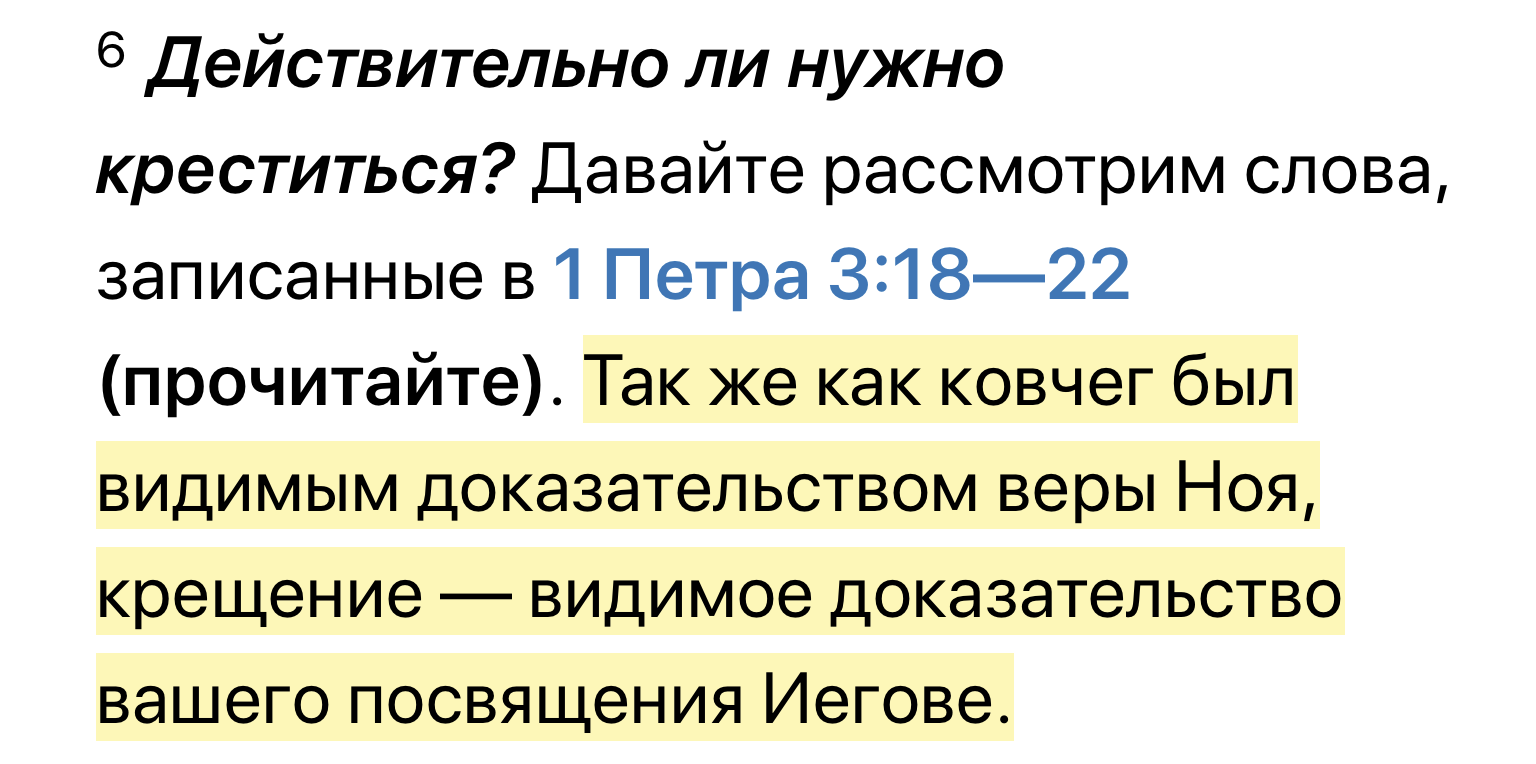 ⁶ Действительно ли нужно
креститься? Давайте рассмотрим слова,
записанные в 1 Петра 3:18—22
(прочитайте). Так же как ковчег был
видимым доказательством веры Ноя,
крещение — видимое доказательство
вашего посвящения Иегове.